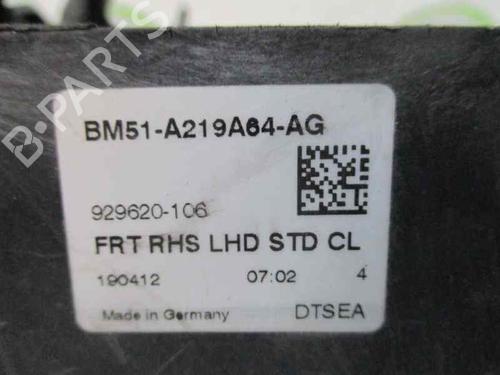 BM51-A219A64-AG
929620-106
FRT RHS LHD STD CL
190412 07:02 4
Made in Germany DTSEA
B-PARTS